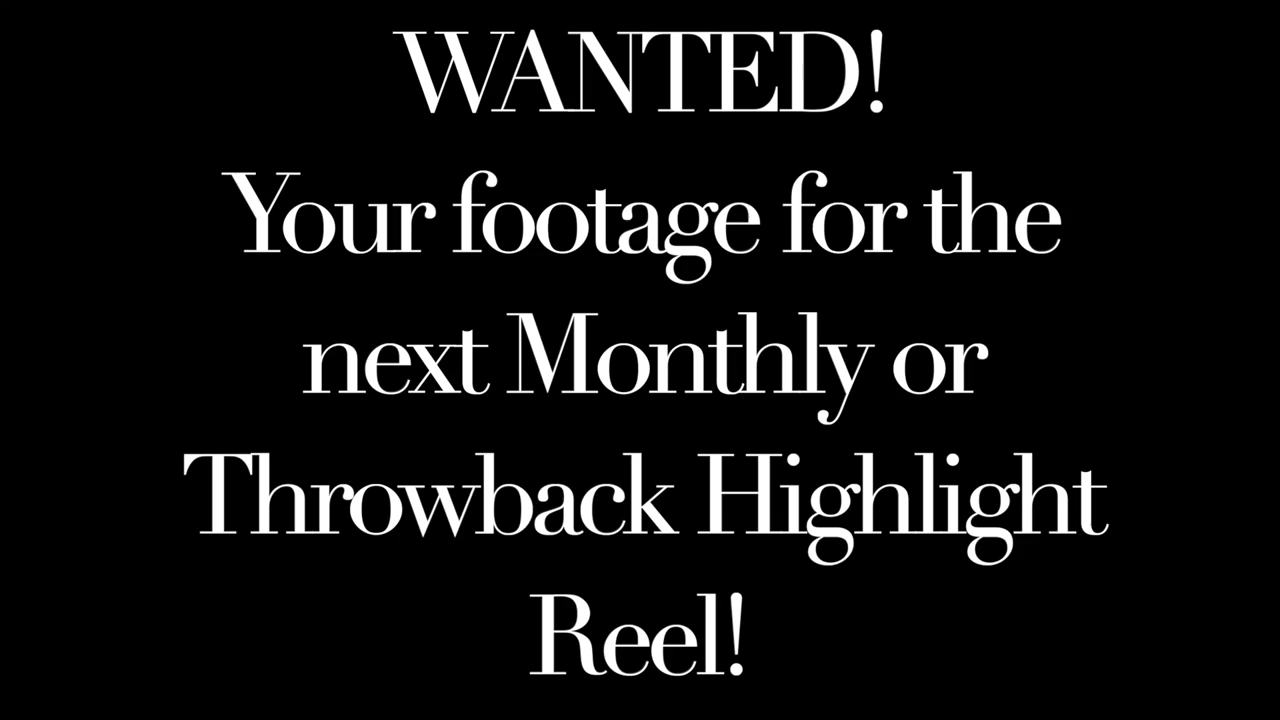 WANTED!
Your footage for the
next Monthly or
Throwback Highlight
Reel!